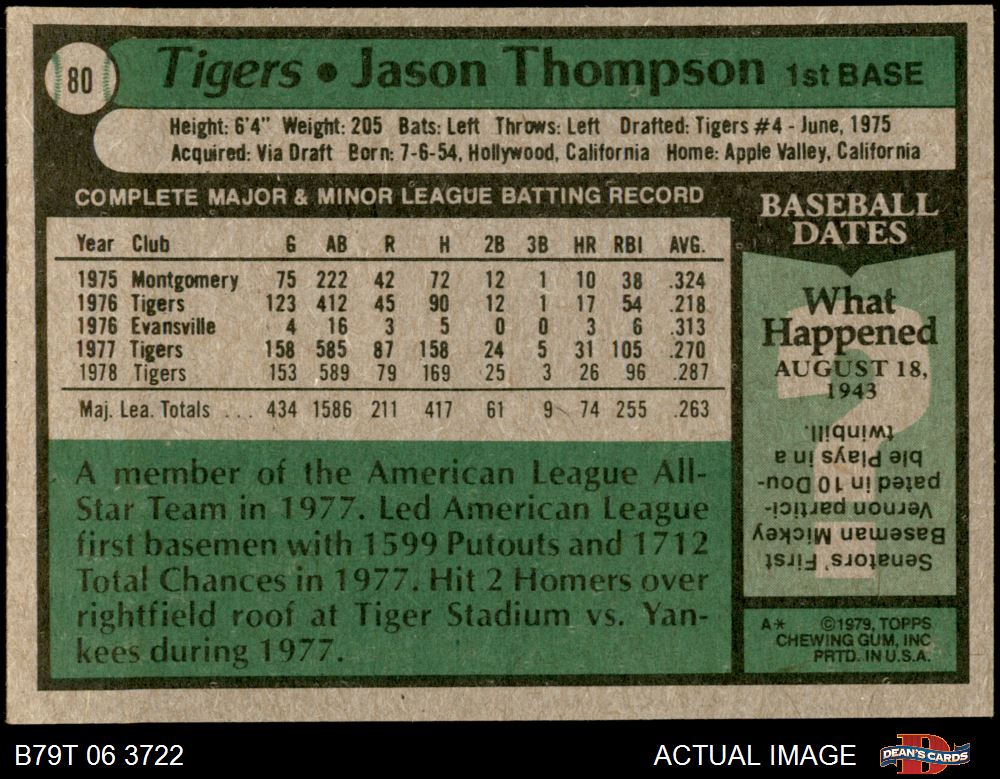 80
Tigers • Jason Thompson 1st BASE
Height: 6'4" Weight: 205 Bats: Left Throws: Left Drafted: Tigers #4 - June, 1975
Acquired: Via Draft Born: 7-6-54, Hollywood, California Home: Apple Valley, California
COMPLETE MAJOR & MINOR LEAGUE BATTING RECORD
Year Club G AB R H 2B 3B HR RBI AVG.
1975 Montgomery 75 222 42 72 12 1 10 38 .324
1976 Tigers 123 412 45 90 12 1 17 54 .218
1976 Evansville 4 16 3 5 0 0 3 6 .313
1977 Tigers 158 585 87 158 24 5 31 105 .270
1978 Tigers 153 589 79 169 25 3 26 96 .287
Maj. Lea. Totals ... 434 1586 211 417 61 9 74 255 .263
A member of the American League All-
Star Team in 1977. Led American League
first basemen with 1599 Putouts and 1712
Total Chances in 1977. Hit 2 Homers over
rightfield roof at Tiger Stadium vs. Yan-
kees during 1977.
BASEBALL
DATES
What
Happened
AUGUST 18,
1943
Senators' First
Baseman Mickey
Vernon partici-
pated in 10 Dou-
ble Plays in a
twinbill.
A* ©1979, TOPPS
CHEWING GUM, INC
PRTD. IN U.S.A.
B79T 06 3722
ACTUAL IMAGE
DEAN'S CARDS